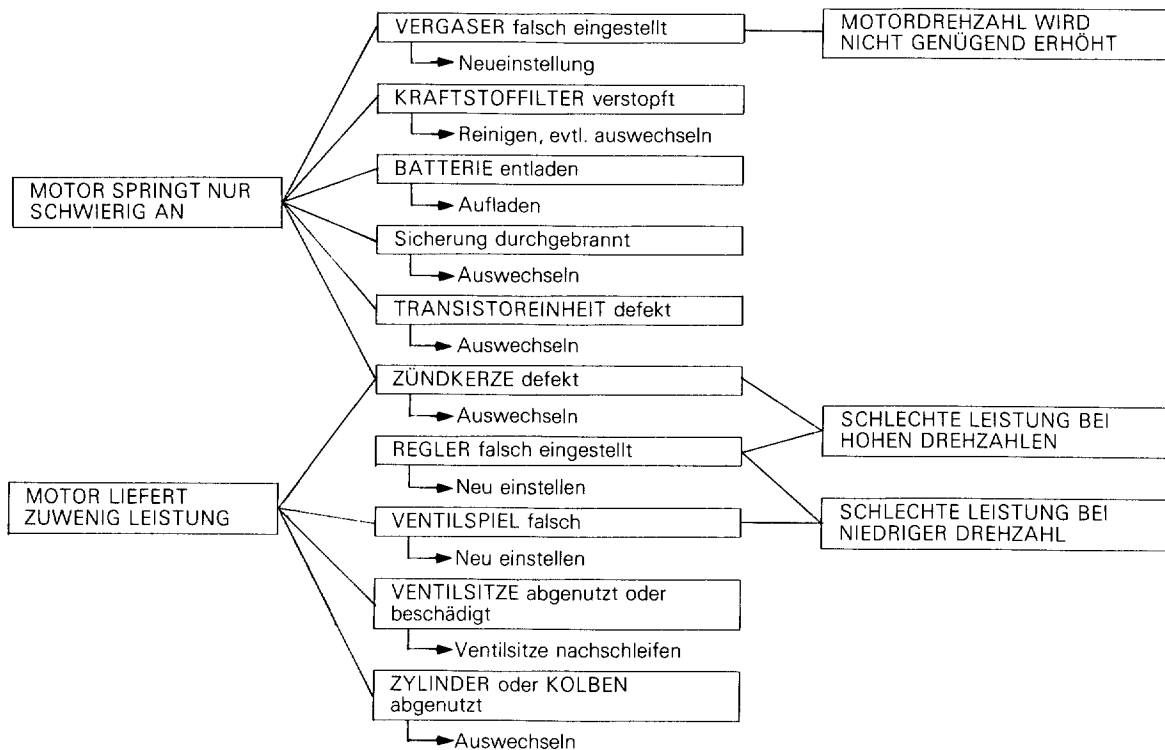 VERGASER falsch eingestellt
Neueinstellung
KRAFTSTOFFILTER verstopft
Reinigen, evtl. auswechseln
BATTERIE entladen
Aufladen
Sicherung durchgebrannt
Auswechseln
TRANSISTOREINHEIT defekt
Auswechseln
ZÜNDKERZE defekt
Auswechseln
REGLER falsch eingestellt
Neu einstellen
VENTILSPIEL falsch
Neu einstellen
VENTILSITZE abgenutzt oder
beschädigt
Ventilsitze nachschleifen
ZYLINDER oder KOLBEN
abgenutzt
Auswechseln
MOTOR SPRINGT NUR
SCHWIERIG AN
MOTOR LIEFERT
ZUWENIG LEISTUNG
MOTORDREHZAHL WIRD
NICHT GENÜGEND ERHÖHT
SCHLECHTE LEISTUNG BEI
HOHEN DREHZAHLEN
SCHLECHTE LEISTUNG BEI
NIEDRIGER DREHZAHL